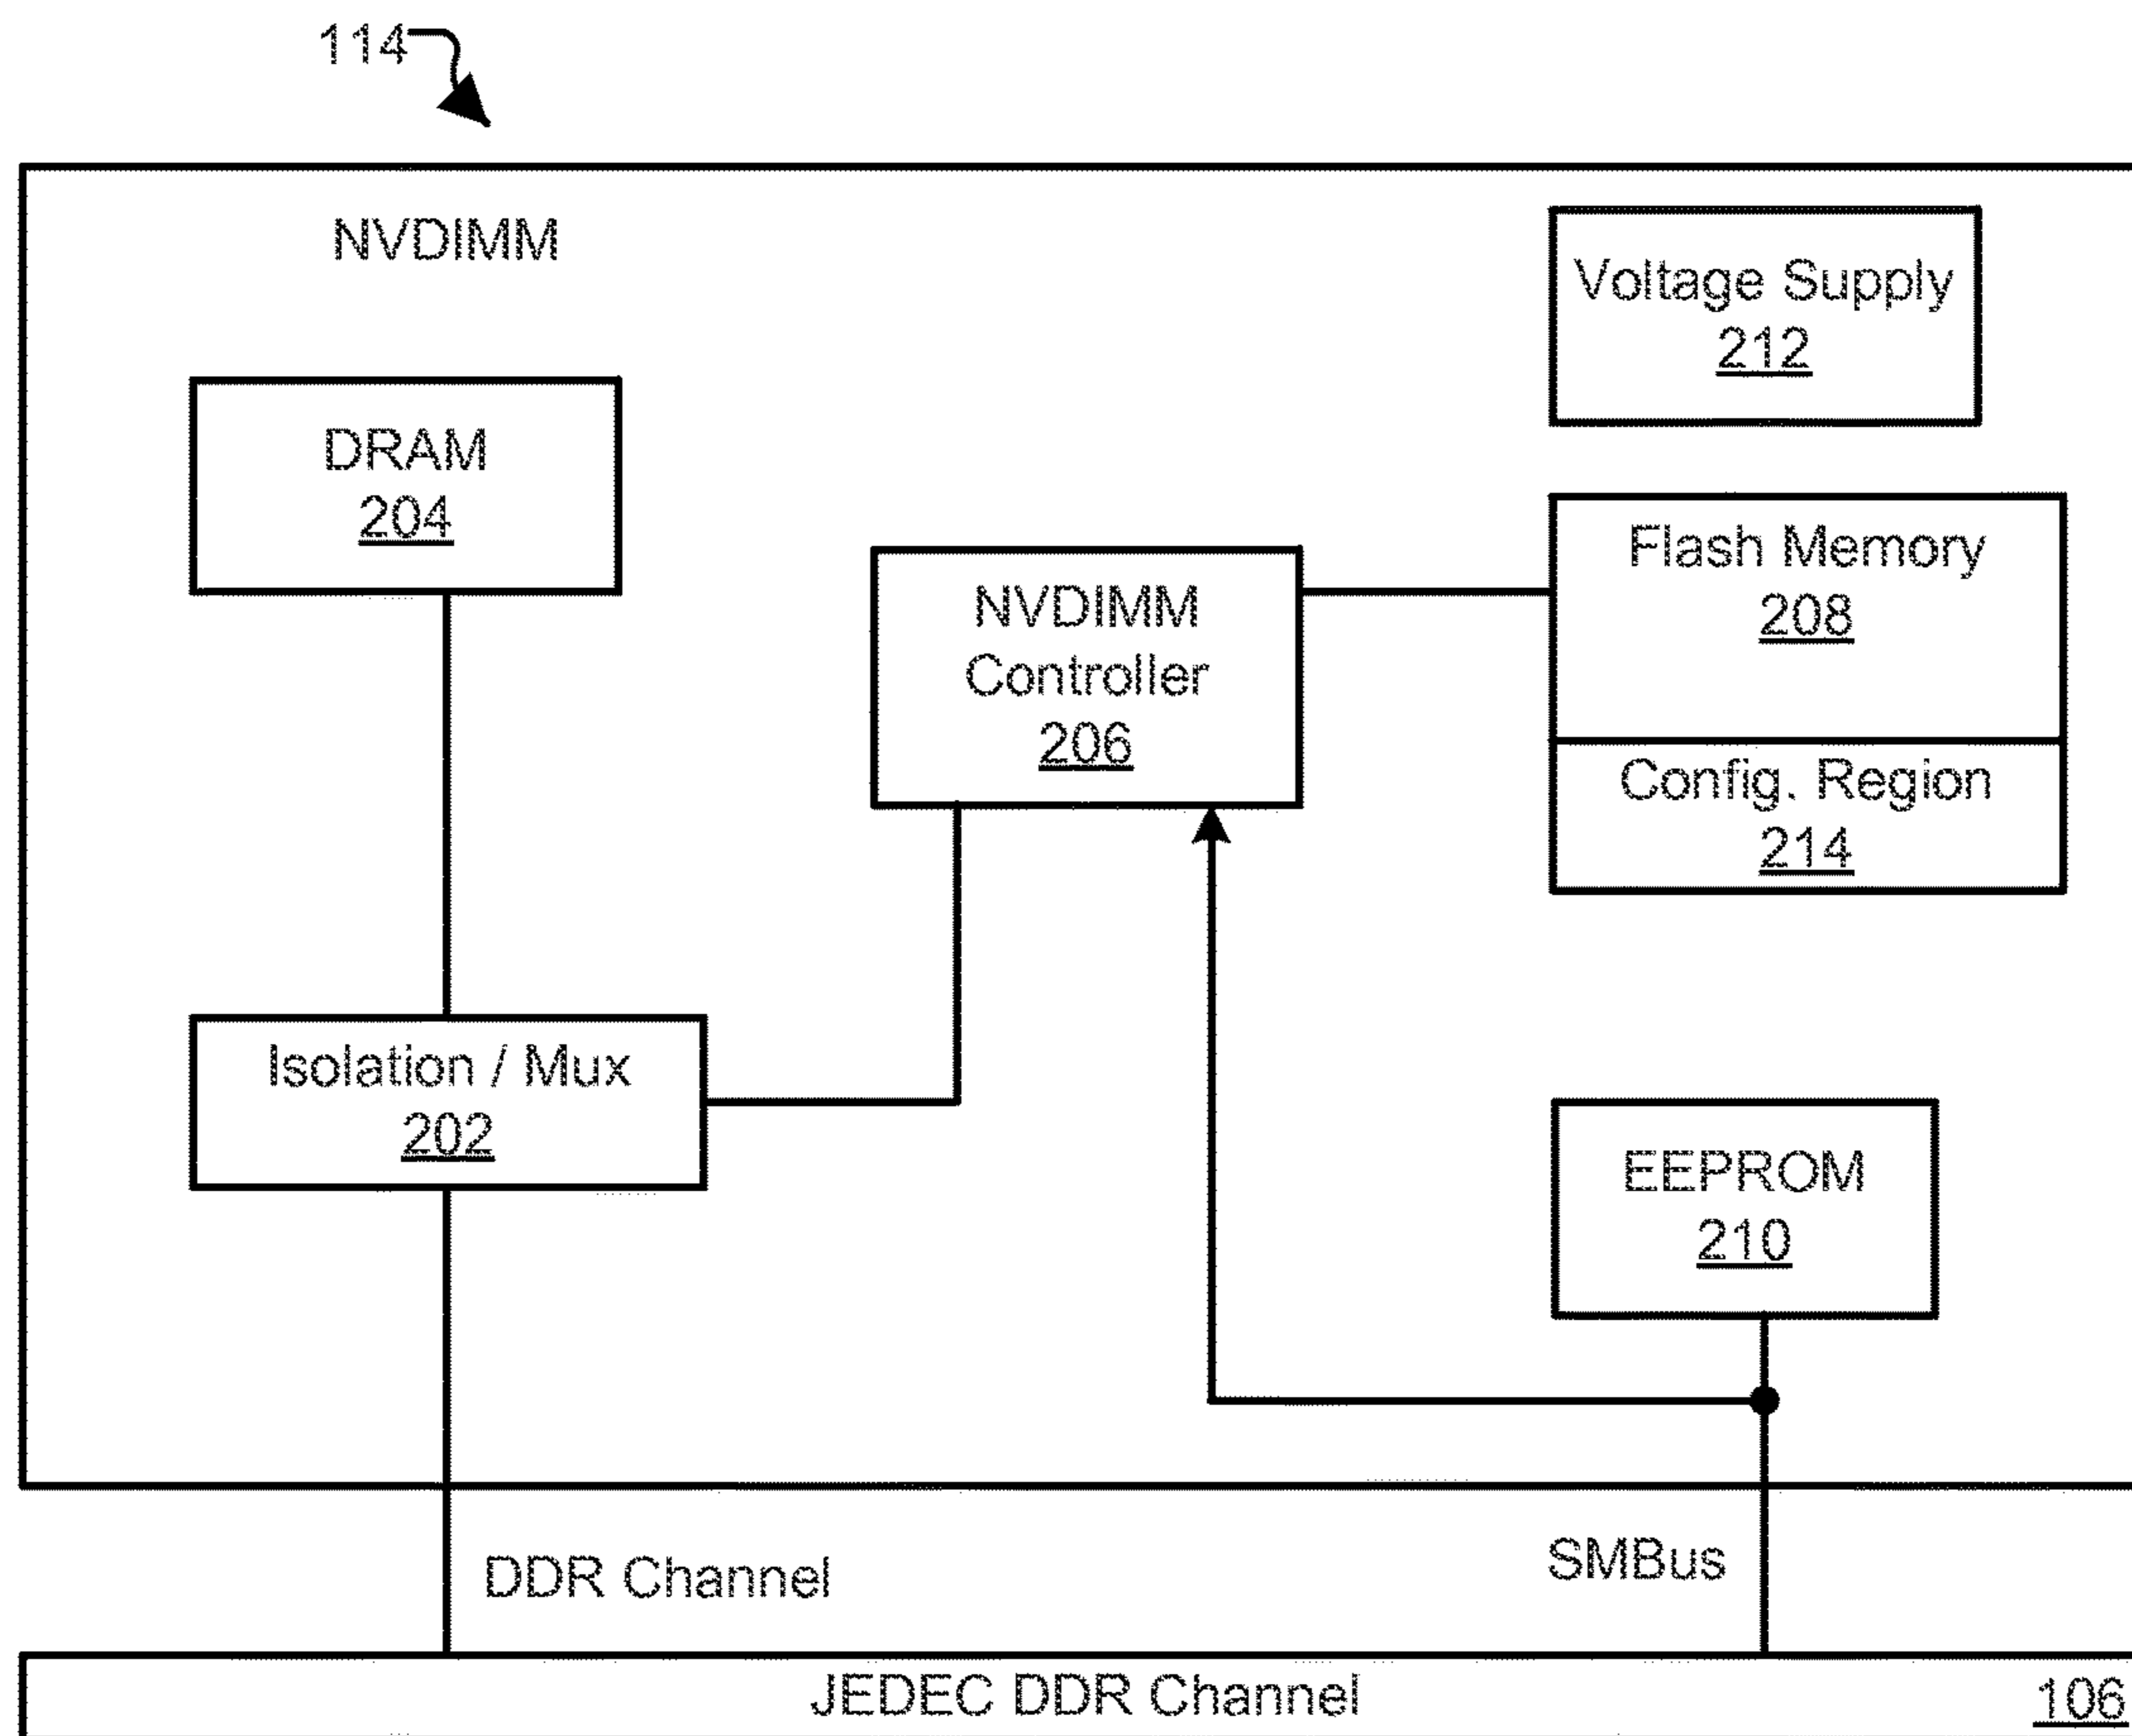 114
NVDIMM
Voltage Supply
212
DRAM
204
Flash Memory
208
NVDIMM
Controller
206
Config. Region
214
Isolation / Mux
202
EEPROM
210
DDR Channel
SMBus
JEDEC DDR Channel
106